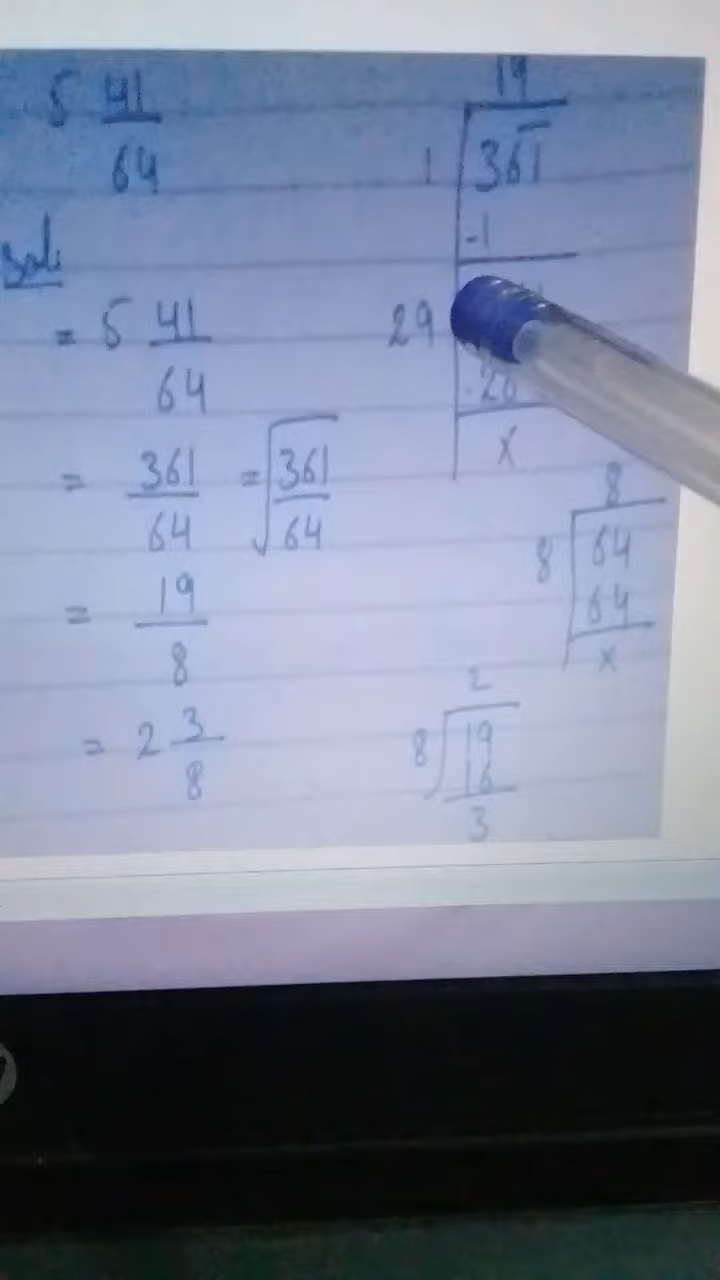 5 41/64
Sol:
= 5 41/64
= 361/64 = √361/64
= 19/8
= 2 3/8
19
1 361
-1
29
x
8
8 64
64
x
2
8 19
16
3